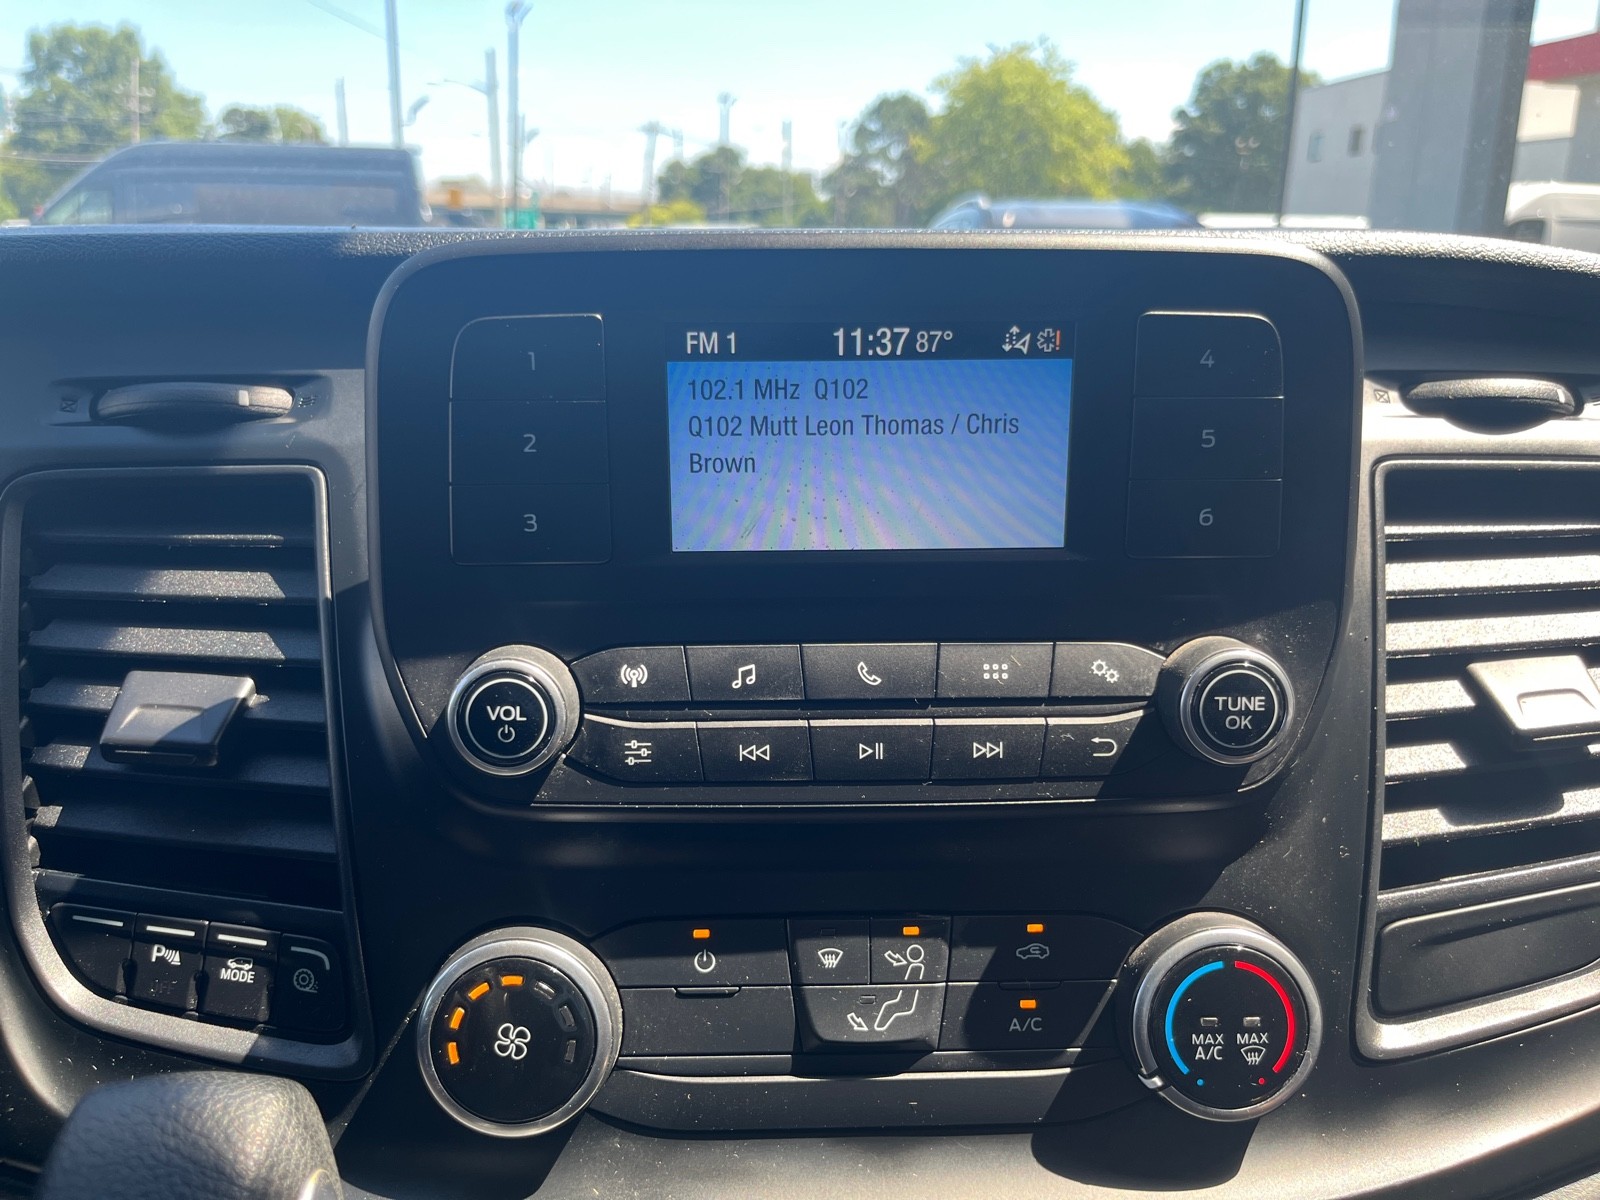 FM 1 11:37 87°
102.1 MHz Q102
Q102 Mutt Leon Thomas / Chris
Brown
1
2
3
4
5
6
VOL
TUNE
OK
P
OFF
MODE
A/C
MAX
A/C
MAX